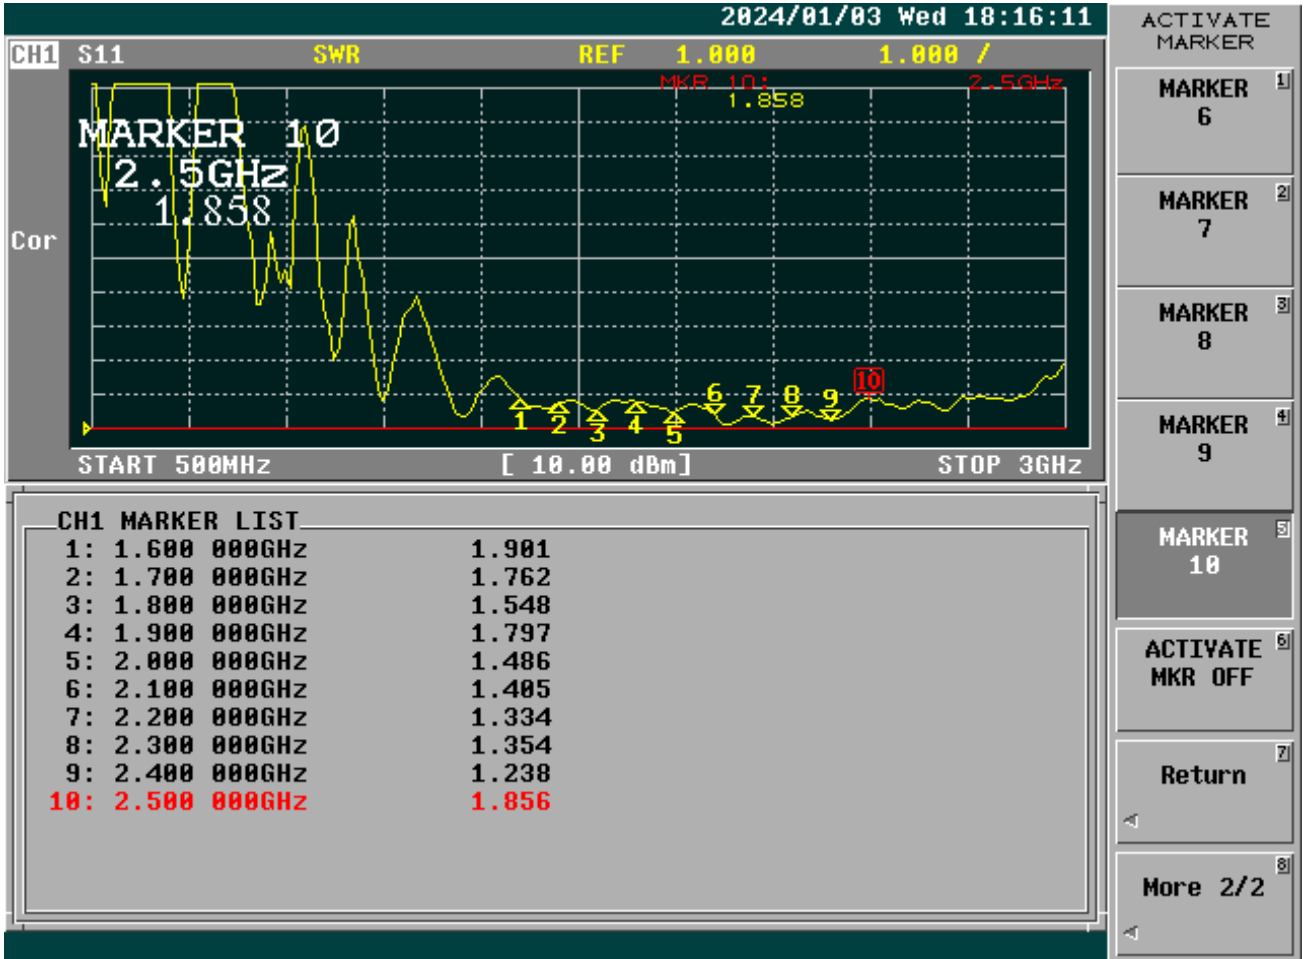 2024/01/03 Wed 18:16:11
CH1 S11 SWR REF 1.000 1.000 /
MKR 10: 2.5GHz
1.858
MARKER 10
2.5GHz
1.858
Cor
6 7 8 9 10
1 2 3 4 5
START 500MHz [ 10.00 dBm] STOP 3GHz
CH1 MARKER LIST
1: 1.600 000GHz 1.901
2: 1.700 000GHz 1.762
3: 1.800 000GHz 1.548
4: 1.900 000GHz 1.797
5: 2.000 000GHz 1.486
6: 2.100 000GHz 1.405
7: 2.200 000GHz 1.334
8: 2.300 000GHz 1.354
9: 2.400 000GHz 1.238
10: 2.500 000GHz 1.856
ACTIVATE
MARKER
MARKER 1
6
MARKER 2
7
MARKER 3
8
MARKER 4
9
MARKER 5
10
ACTIVATE 6
MKR OFF
7
Return
8
More 2/2